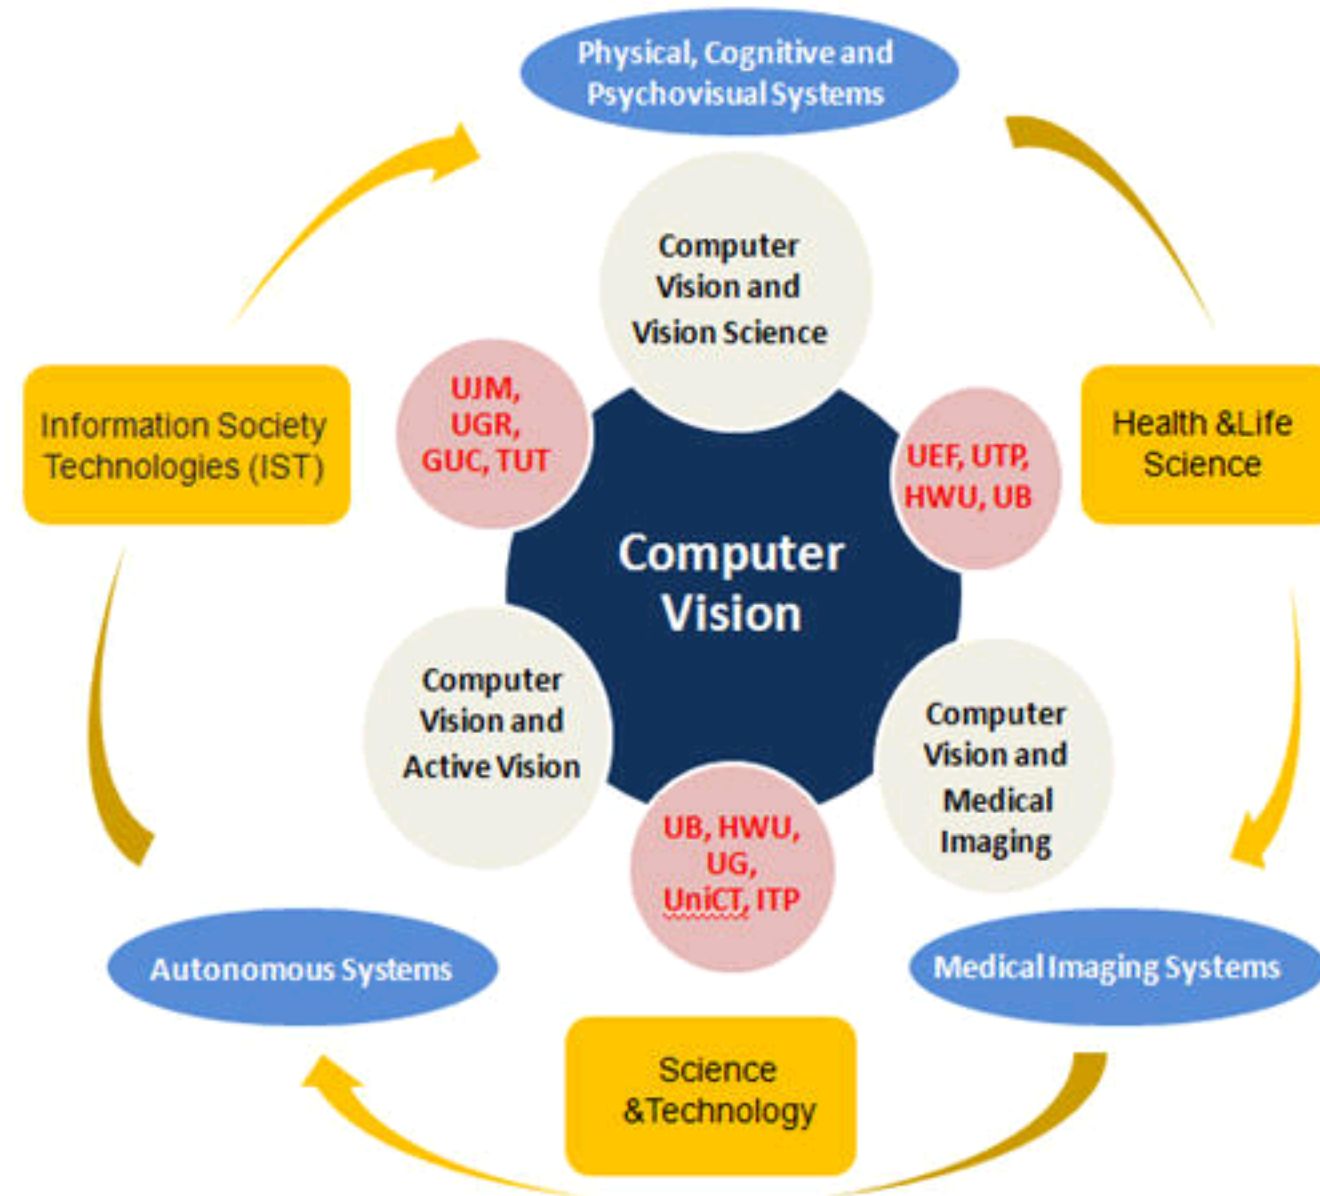 Physical, Cognitive and
Psychovisual Systems
Computer
Vision and
Vision Science
UJM,
UGR,
GUC, TUT
Information Society
Technologies (IST)
Health &Life
Science
UEF, UTP,
HWU, UB
Computer
Vision
Computer
Vision and
Active Vision
Computer
Vision and
Medical
Imaging
UB, HWU,
UG,
UniCT, ITP
Autonomous Systems
Medical Imaging Systems
Science
&Technology